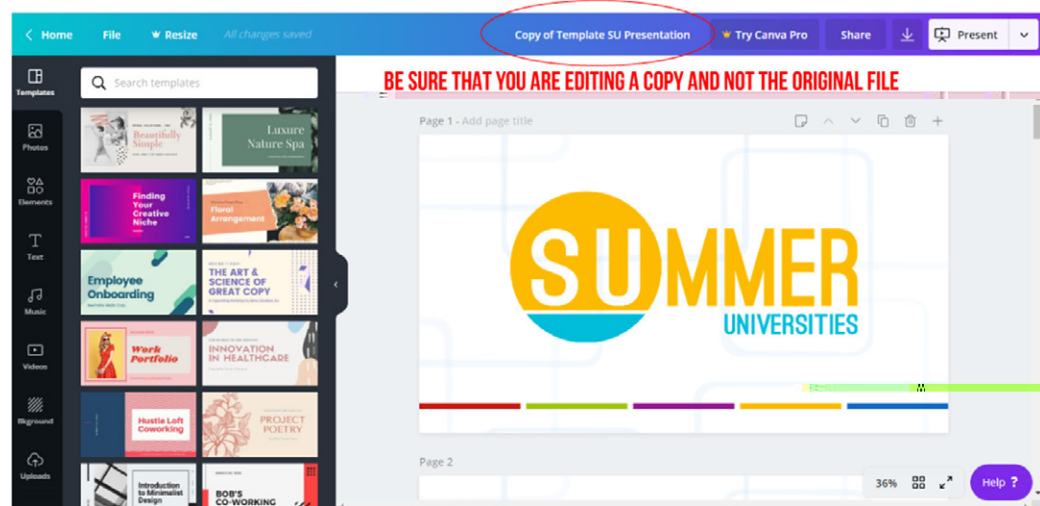 Home File Resize All changes saved Copy of Template SU Presentation Try Canva Pro Share Present
BE SURE THAT YOU ARE EDITING A COPY AND NOT THE ORIGINAL FILE
Templates
Photos
Elements
Text
Music
Videos
Bkground
Uploads
Search templates
Beautifully
Simple
Luxure
Nature Spa
Finding
Your
Creative
Niche
Floral
Arrangement
Employee
Onboarding
THE ART &
SCIENCE OF
GREAT COPY
Work
Portfolio
INNOVATION
IN HEALTHCARE
Hustle Loft
Coworking
PROJECT
POETRY
Introduction
to Minimalist
Design
BOB'S
CO-WORKING
Page 1 - Add page title
SUMMER
UNIVERSITIES
Page 2
36%
Help ?